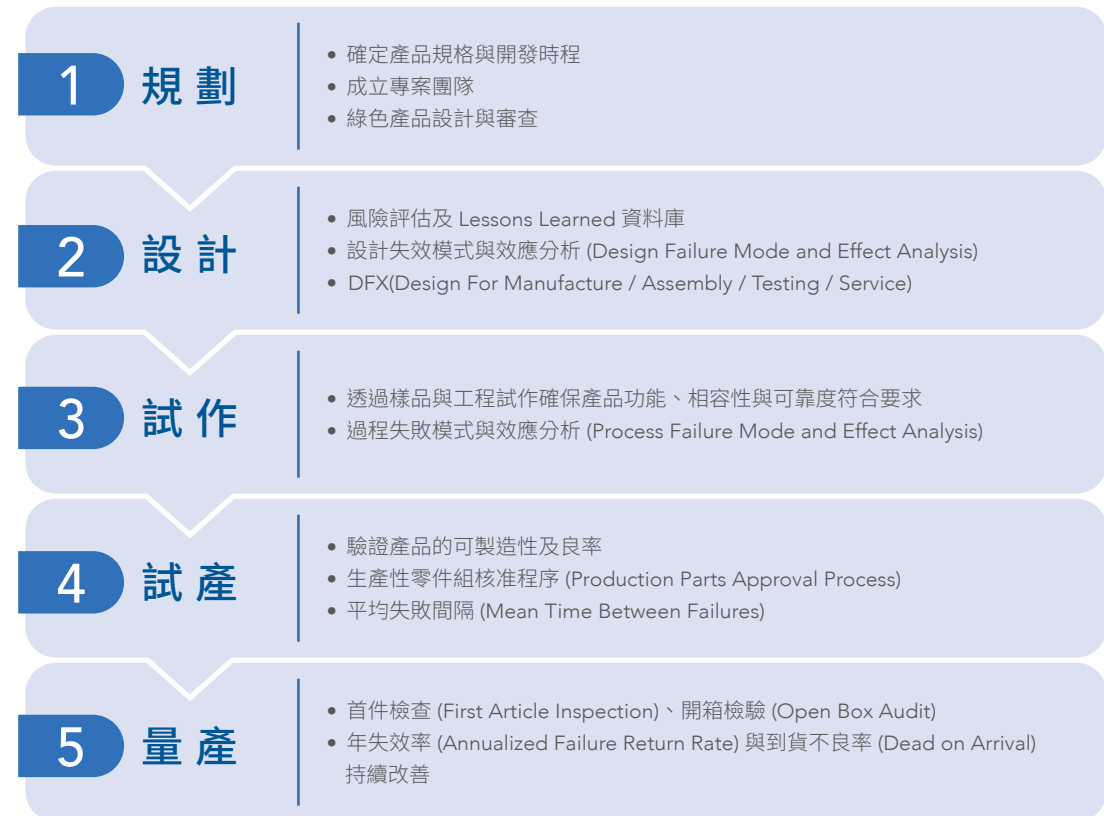 1 規劃
• 確定產品規格與開發時程
• 成立專案團隊
• 綠色產品設計與審查
2 設計
• 風險評估及 Lessons Learned 資料庫
• 設計失效模式與效應分析 (Design Failure Mode and Effect Analysis)
• DFX(Design For Manufacture / Assembly / Testing / Service)
3 試作
• 透過樣品與工程試作確保產品功能、相容性與可靠度符合要求
• 過程失敗模式與效應分析 (Process Failure Mode and Effect Analysis)
4 試產
• 驗證產品的可製造性及良率
• 生產性零件組核准程序 (Production Parts Approval Process)
• 平均失敗間隔 (Mean Time Between Failures)
5 量產
• 首件檢查 (First Article Inspection)、開箱檢驗 (Open Box Audit)
• 年失效率 (Annualized Failure Return Rate) 與到貨不良率 (Dead on Arrival)
持續改善